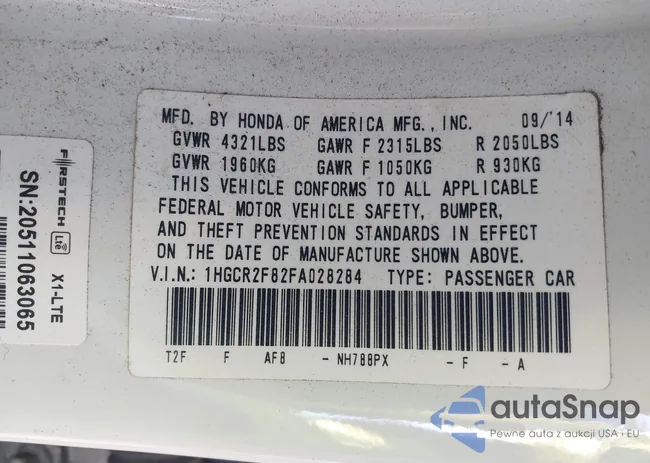 MFD. BY HONDA OF AMERICA MFG., INC. 09/'14
GVWR 4321LBS GAWR F 2315LBS R 2050LBS
GVWR 1960KG GAWR F 1050KG R 930KG
THIS VEHICLE CONFORMS TO ALL APPLICABLE
FEDERAL MOTOR VEHICLE SAFETY, BUMPER,
AND THEFT PREVENTION STANDARDS IN EFFECT
ON THE DATE OF MANUFACTURE SHOWN ABOVE.
V.I.N.: 1HGCR2F82FA028284 TYPE: PASSENGER CAR
T2F F AF8 - NH788PX - F - A
FIRSTECH LTE X1-LTE
SN:20511063065
autoSnap
Pewne auta z aukcji USA i EU